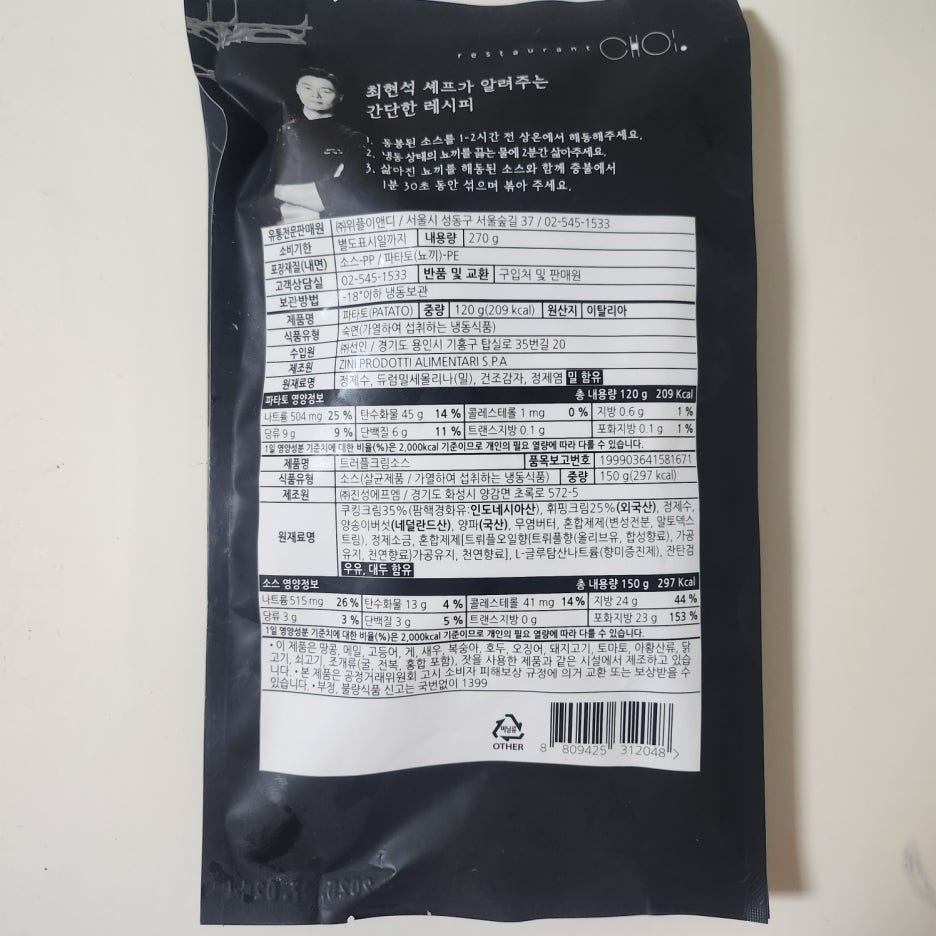 restaurant CHOi.
최현석 셰프가 알려주는
간단한 레시피
1. 동봉된 소스를 1-2시간 전 상온에서 해동해주세요.
2. 냉동 상태의 뇨끼를 끓는 물에 2분간 삶아주세요.
3. 삶아진 뇨끼를 해동된 소스와 함께 중불에서
1분 30초 동안 섞으며 볶아 주세요.
유통전문판매원 ㈜위플이앤디 / 서울시 성동구 서울숲길 37 / 02-545-1533
소비기한 별도표시일까지 내용량 270 g
포장재질(내면) 소스-PP / 파타토(뇨끼)-PE
고객상담실 02-545-1533 반품 및 교환 구입처 및 판매원
보관방법 -18°이하 냉동보관
제품명 파타토(PATATO) 중량 120 g(209 kcal) 원산지 이탈리아
식품유형 숙면(가열하여 섭취하는 냉동식품)
수입원 ㈜선인 / 경기도 용인시 기흥구 탑실로 35번길 20
제조원 ZINI PRODOTTI ALIMENTARI S.P.A
원재료명 정제수, 듀럼밀세몰리나(밀), 건조감자, 정제염 밀 함유
파타토 영양정보 총 내용량 120 g 209 Kcal
나트륨 504 mg 25 % 탄수화물 45 g 14 % 콜레스테롤 1 mg 0 % 지방 0.6 g 1 %
당류 9 g 9 % 단백질 6 g 11 % 트랜스지방 0.1 g 포화지방 0.1 g 1 %
1일 영양성분 기준치에 대한 비율(%)은 2,000kcal 기준이므로 개인의 필요 열량에 따라 다를 수 있습니다.
제품명 트러플크림소스 품목보고번호 199903641581671
식품유형 소스(살균제품 / 가열하여 섭취하는 냉동식품) 중량 150 g(297 kcal)
제조원 ㈜진성에프엠 / 경기도 화성시 양감면 초록로 572-5
원재료명 쿠킹크림35%(팜핵경화유:인도네시아산), 휘핑크림25%(외국산), 정제수,
양송이버섯(네덜란드산), 양파(국산), 무염버터, 혼합제제(변성전분, 말토덱스
트림), 정제소금, 혼합제제[트뤼플오일향(트뤼플향(올리브유, 합성향료), 가공
유지, 천연향료)가공유지, 천연향료], L-글루탐산나트륨(향미증진제), 잔탄검
우유, 대두 함유
소스 영양정보 총 내용량 150 g 297 Kcal
나트륨 515 mg 26 % 탄수화물 13 g 4 % 콜레스테롤 41 mg 14 % 지방 24 g 44 %
당류 3 g 3 % 단백질 3 g 5 % 트랜스지방 0 g 포화지방 23 g 153 %
1일 영양성분 기준치에 대한 비율(%)은 2,000kcal 기준이므로 개인의 필요 열량에 따라 다를 수 있습니다.
• 이 제품은 땅콩, 메밀, 고등어, 게, 새우, 복숭아, 호두, 오징어, 돼지고기, 토마토, 아황산류, 닭
고기, 쇠고기, 조개류(굴, 전복, 홍합 포함), 잣을 사용한 제품과 같은 시설에서 제조하고 있습
니다. • 본 제품은 공정거래위원회 고시 소비자 피해보상 규정에 의거 교환 또는 보상받을 수
있습니다. • 부정, 불량식품 신고는 국번없이 1399
비닐류
OTHER
8 809425 312048 >